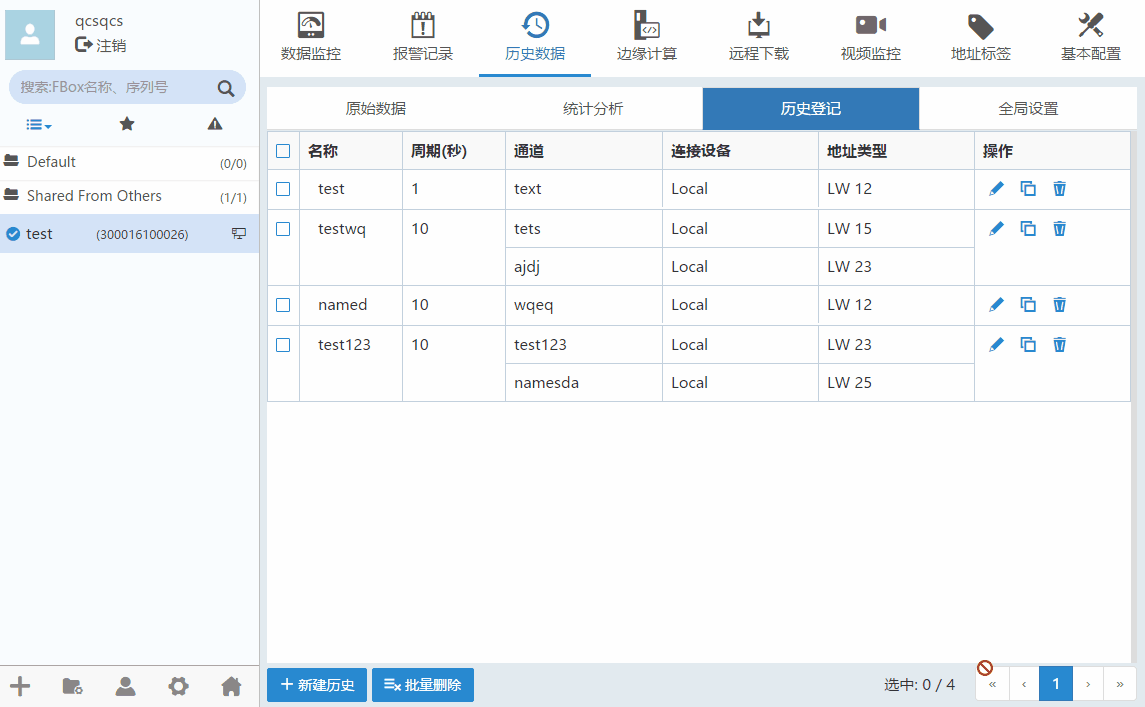 qcsqcs
注销
搜索:FBox名称、序列号
Default (0/0)
Shared From Others (1/1)
test (300016100026)
数据监控 报警记录 历史数据 边缘计算 远程下载 视频监控 地址标签 基本配置
原始数据 统计分析 历史登记 全局设置
名称 周期(秒) 通道 连接设备 地址类型 操作
test 1 text Local LW 12
testwq 10 tets Local LW 15
ajdj Local LW 23
named 10 wqeq Local LW 12
test123 10 test123 Local LW 23
namesda Local LW 25
新建历史 批量删除 选中: 0 / 4 « ‹ 1 › »